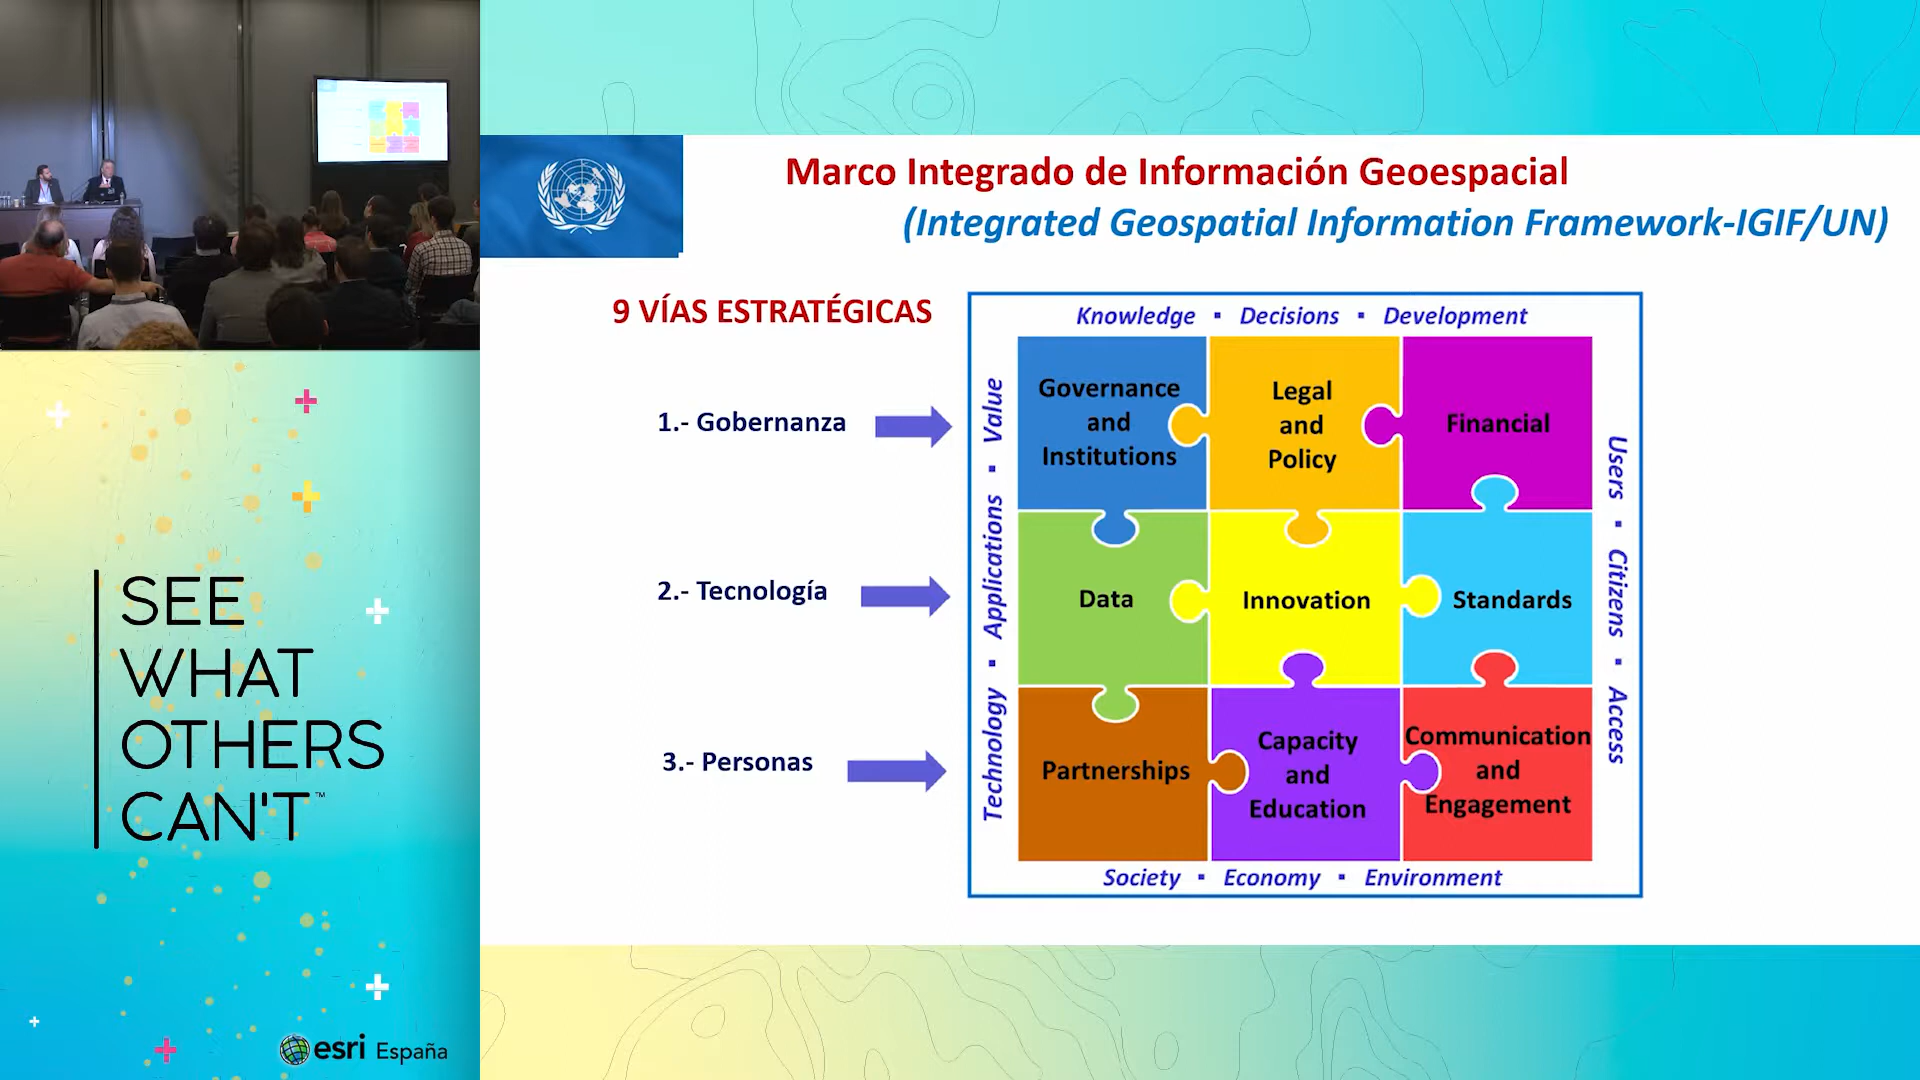 Marco Integrado de Información Geoespacial
(Integrated Geospatial Information Framework-IGIF/UN)
9 VÍAS ESTRATÉGICAS
1.- Gobernanza
2.- Tecnología
3.- Personas
Knowledge ▪ Decisions ▪ Development
Technology ▪ Applications ▪ Value
Governance
and
Institutions
Legal
and
Policy
Financial
Data
Innovation
Standards
Partnerships
Capacity
and
Education
Communication
and
Engagement
Users ▪ Citizens ▪ Access
Society ▪ Economy ▪ Environment
SEE
WHAT
OTHERS
CAN'T™
esri España